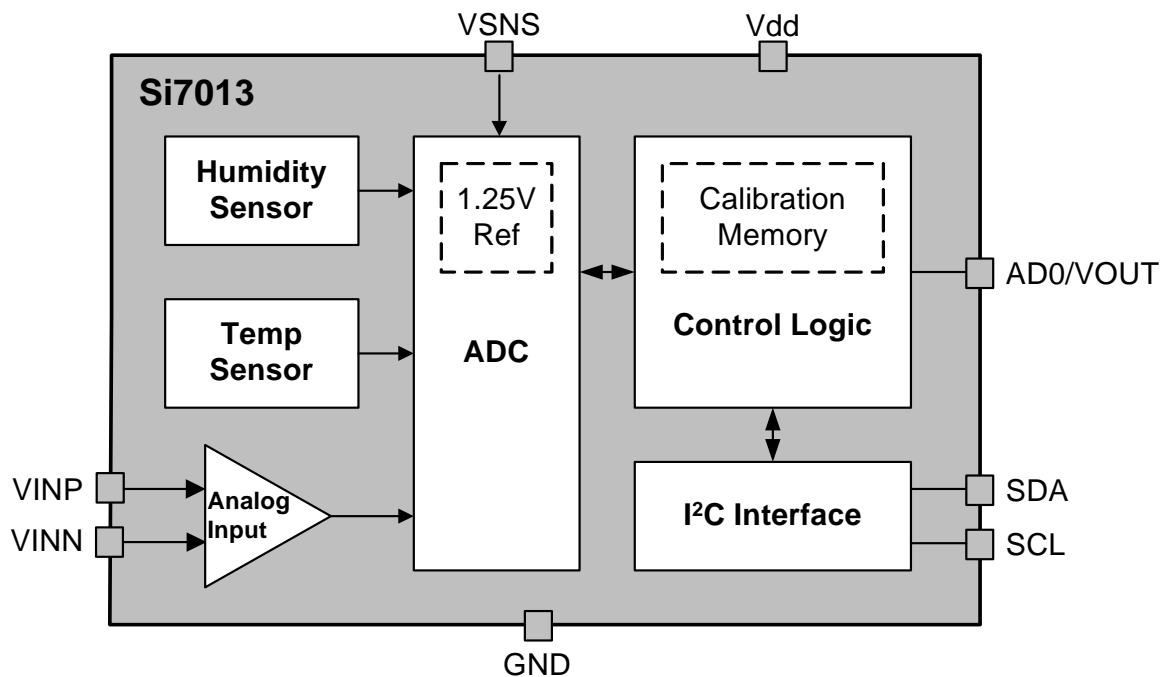 VSNS
Vdd
Si7013
Humidity
Sensor
1.25V
Ref
Calibration
Memory
AD0/VOUT
Control Logic
Temp
Sensor
ADC
VINP
VINN
Analog
Input
I²C Interface
SDA
SCL
GND